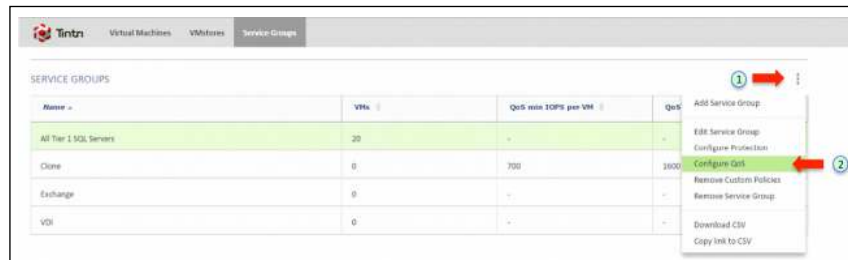 Tintri Virtual Machines VMstores Service Groups
SERVICE GROUPS
1
Name VMs QoS min IOPS per VM QoS
Add Service Group
All Tier 1 SQL Servers 20 - -
Edit Service Group
Configure Protection
Clone 0 700 1600
Configure QoS
2
Remove Custom Policies
Exchange 0 - -
Remove Service Group
VDI 0 - -
Download CSV
Copy link to CSV